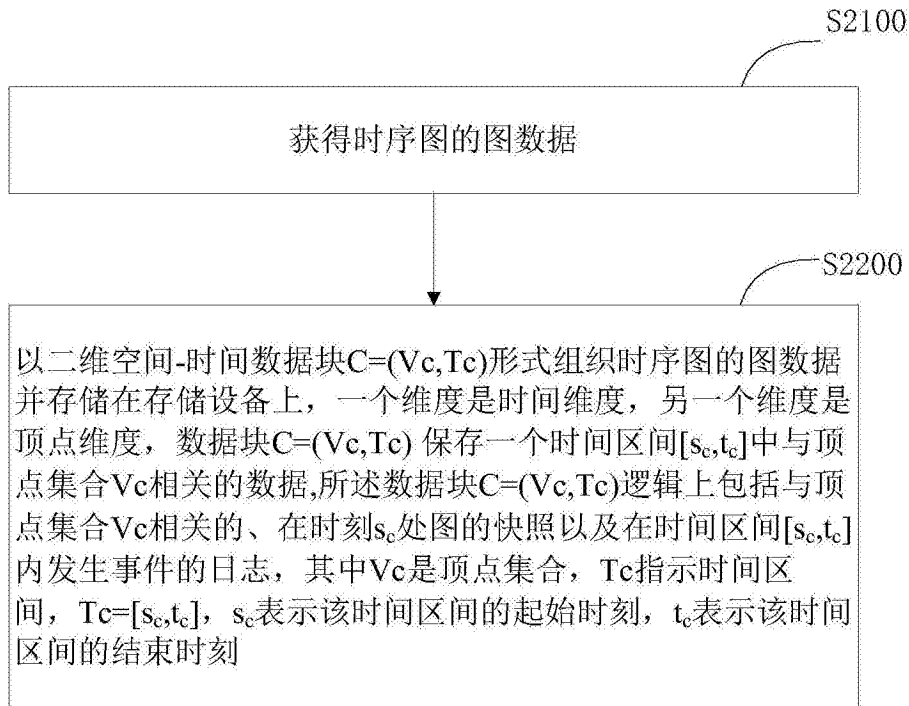 S2100
获得时序图的图数据
S2200
以二维空间-时间数据块C=(Vc,Tc)形式组织时序图的图数据
并存储在存储设备上，一个维度是时间维度，另一个维度是
顶点维度，数据块C=(Vc,Tc) 保存一个时间区间[sc,tc]中与顶
点集合Vc相关的数据,所述数据块C=(Vc,Tc)逻辑上包括与顶
点集合Vc相关的、在时刻sc处图的快照以及在时间区间[sc,tc]
内发生事件的日志，其中Vc是顶点集合，Tc指示时间区
间，Tc=[sc,tc]，sc表示该时间区间的起始时刻，tc表示该时间
区间的结束时刻